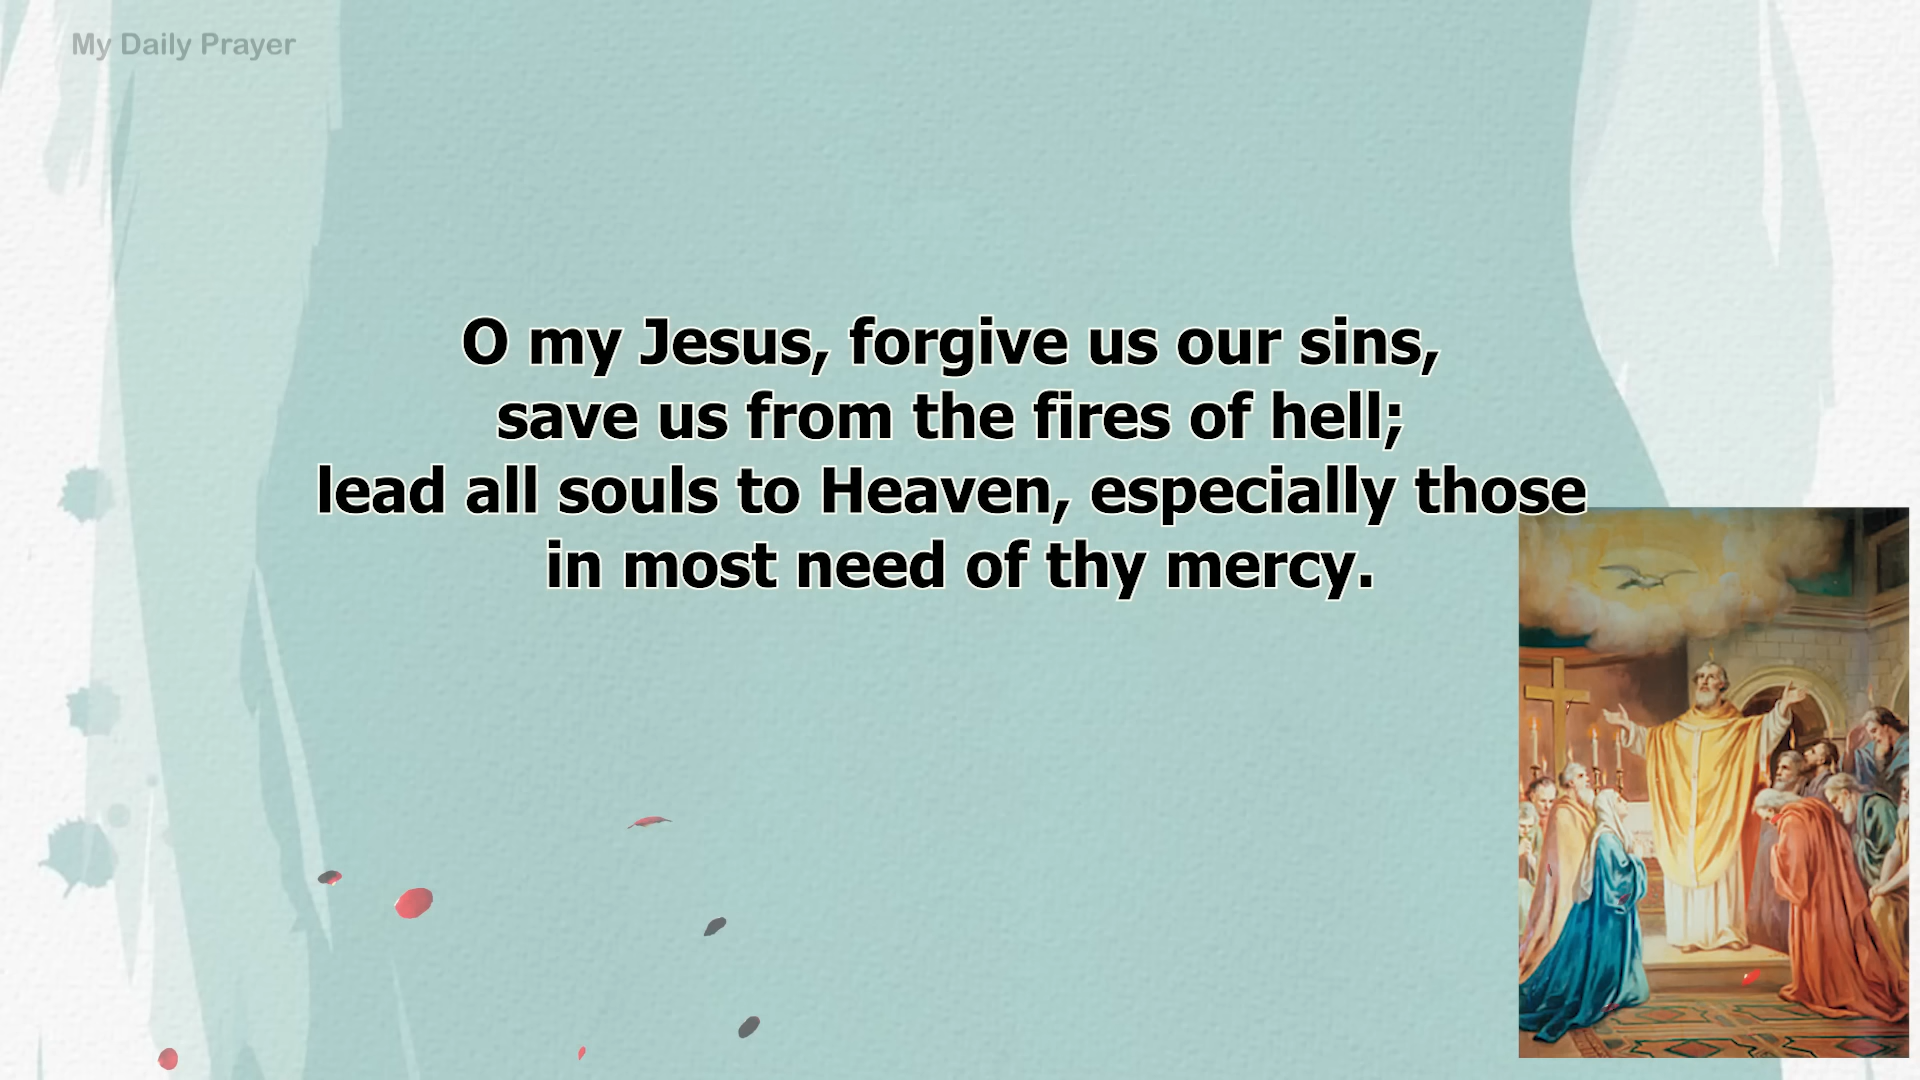 My Daily Prayer
O my Jesus, forgive us our sins,
save us from the fires of hell;
lead all souls to Heaven, especially those
in most need of thy mercy.